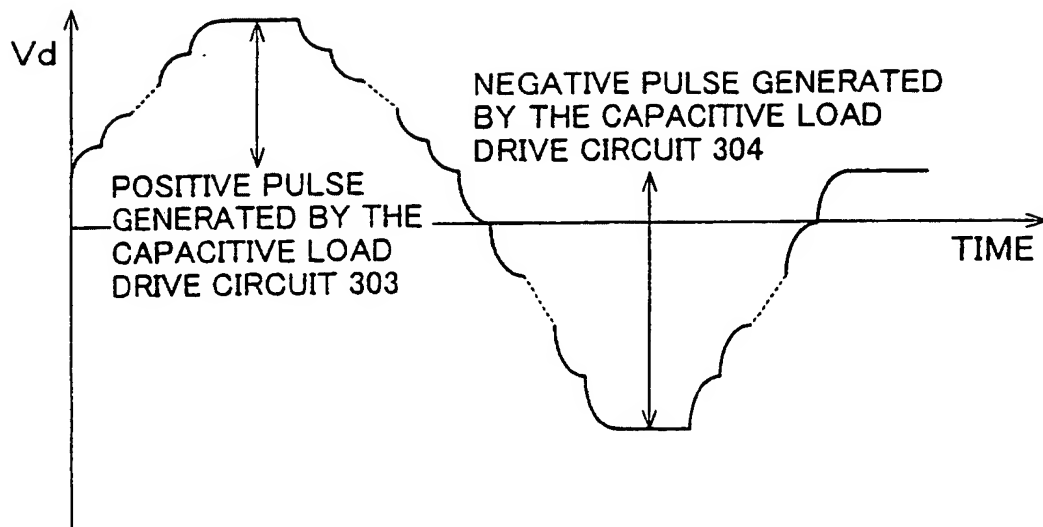 Vd
NEGATIVE PULSE GENERATED
BY THE CAPACITIVE LOAD
DRIVE CIRCUIT 304
POSITIVE PULSE
GENERATED BY THE
CAPACITIVE LOAD
DRIVE CIRCUIT 303
TIME